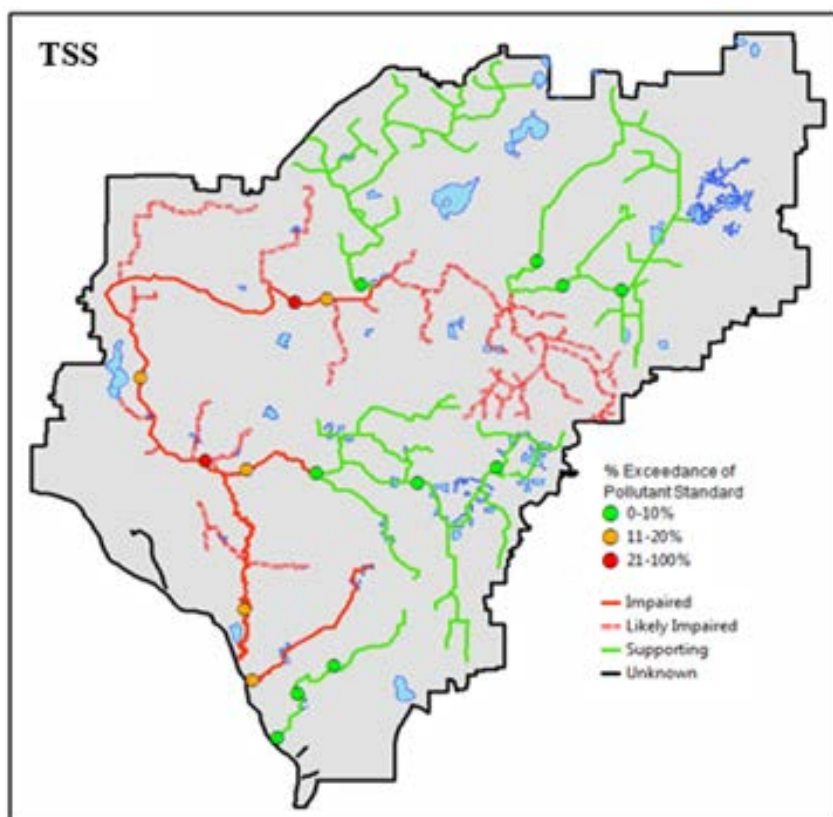 TSS
% Exceedance of
Pollutant Standard
0-10%
11-20%
21-100%
Impaired
Likely Impaired
Supporting
Unknown